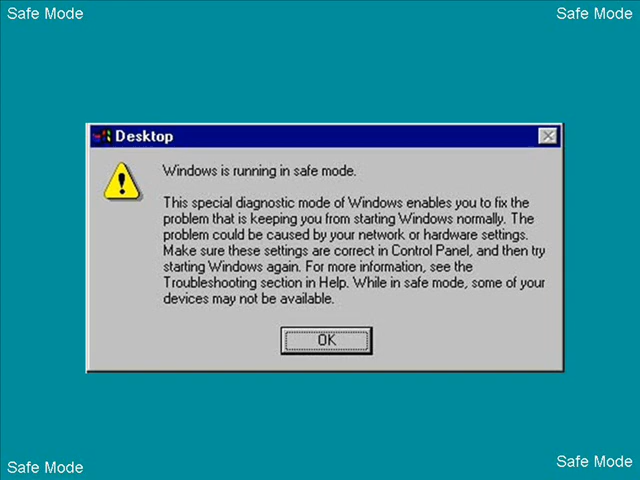 Safe Mode
Safe Mode
Desktop
Windows is running in safe mode.
This special diagnostic mode of Windows enables you to fix the
problem that is keeping you from starting Windows normally. The
problem could be caused by your network or hardware settings.
Make sure these settings are correct in Control Panel, and then try
starting Windows again. For more information, see the
Troubleshooting section in Help. While in safe mode, some of your
devices may not be available.
OK
Safe Mode
Safe Mode